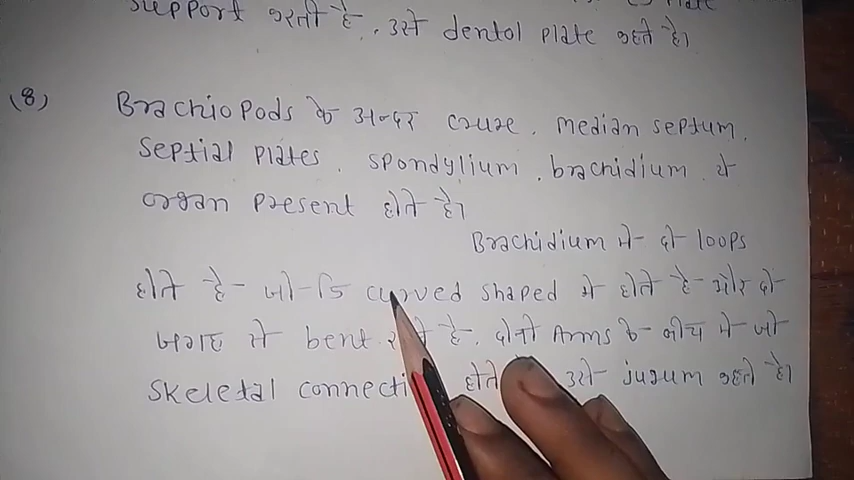 support करती है, उसे dental plate कहते है।
(8) Brachiopods के अन्दर cruse, median septum,
septial plates, spondylium, brachidium ये
organ present होते है।
Brachidium मे दो loops
होते है जो कि curved shaped मे होते है और दो
जगह से bent है, दोनो Arms के बीच मे जो
skeletal connecti होते उसे jugum कहते है।